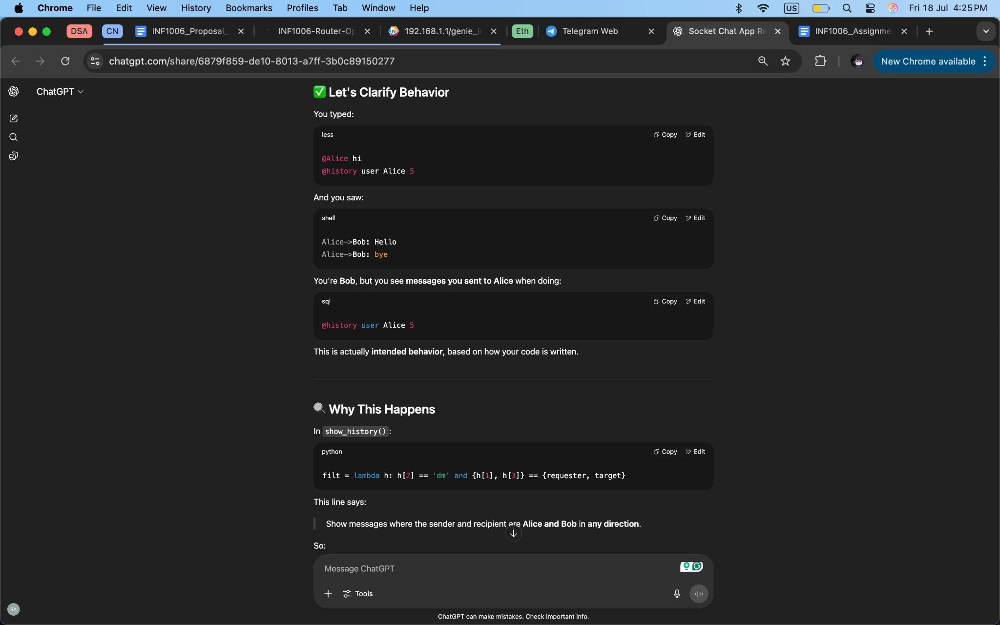 Chrome File Edit View History Bookmarks Profiles Tab Window Help US Fri 18 Jul 4:25 PM
DSA CN INF1006_Proposal_ INF1006-Router-Op 192.168.1.1/genie_in Eth Telegram Web Socket Chat App Re INF1006_Assignme
chatgpt.com/share/6879f859-de10-8013-a7ff-3b0c89150277 New Chrome available
ChatGPT
✅ Let's Clarify Behavior
You typed:
less Copy Edit
@Alice hi
@history user Alice 5
And you saw:
shell Copy Edit
Alice->Bob: Hello
Alice->Bob: bye
You're Bob, but you see messages you sent to Alice when doing:
sql Copy Edit
@history user Alice 5
This is actually intended behavior, based on how your code is written.
🔍 Why This Happens
In show_history():
python Copy Edit
filt = lambda h: h[2] == 'dm' and {h[1], h[3]} == {requester, target}
This line says:
Show messages where the sender and recipient are Alice and Bob in any direction.
So:
Message ChatGPT
Tools
RA
ChatGPT can make mistakes. Check important info.